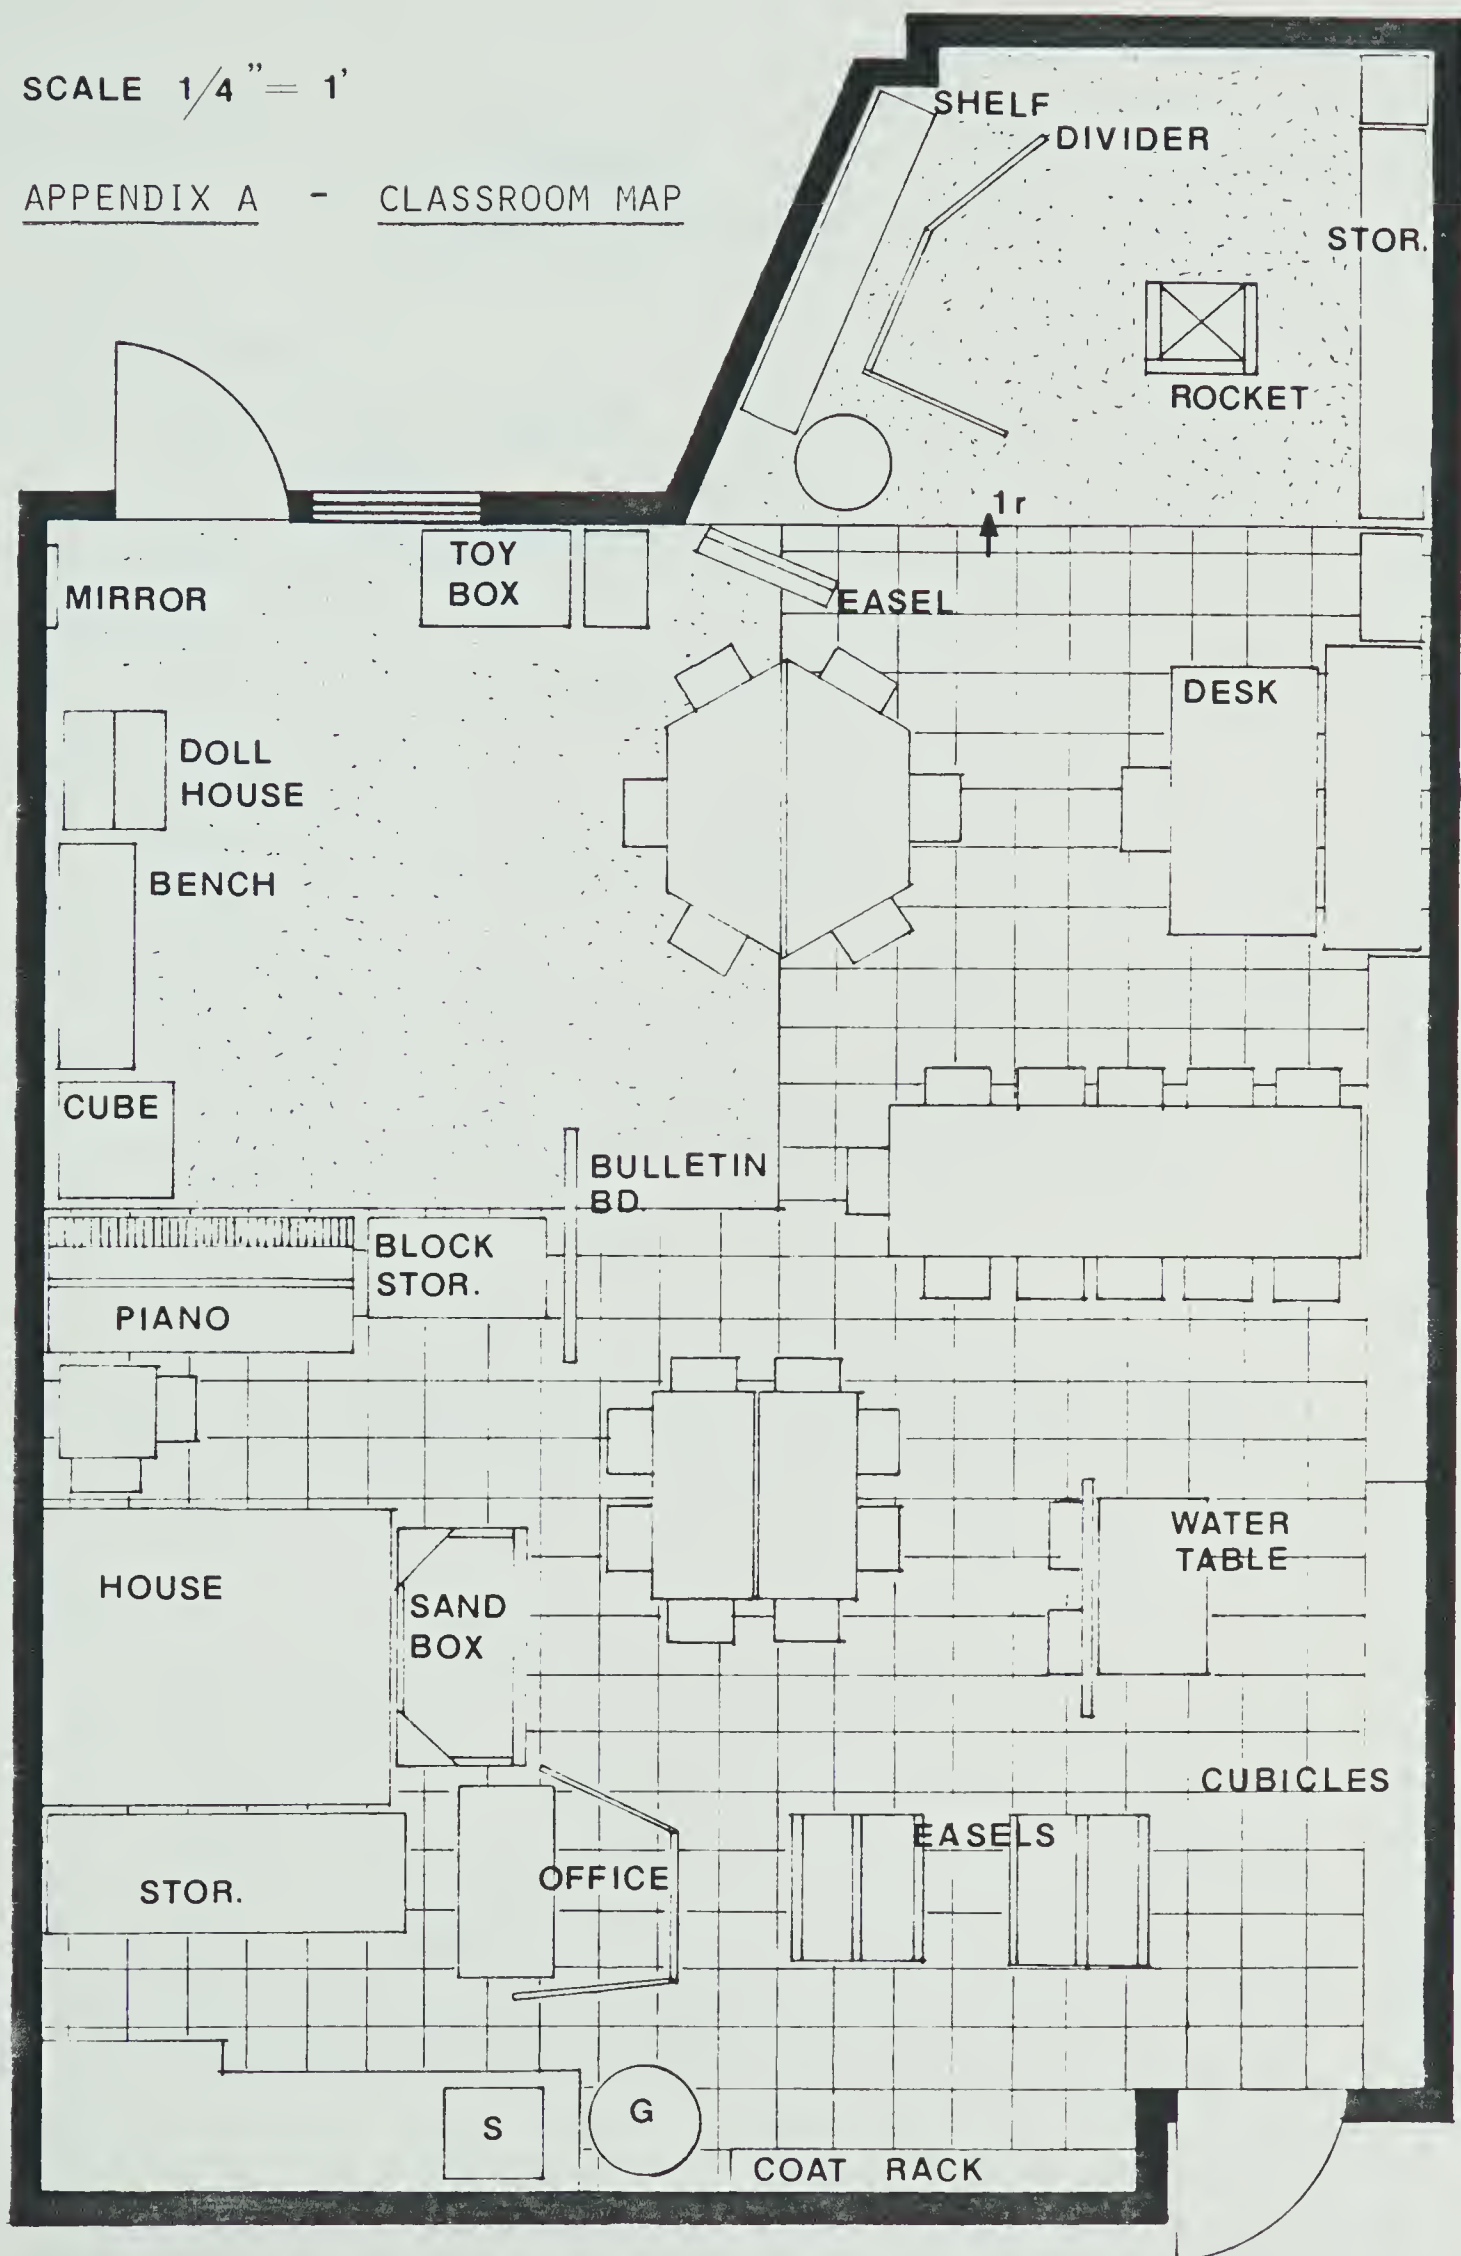 SCALE 1/4" = 1'
APPENDIX A - CLASSROOM MAP
SHELF
DIVIDER
STOR.
ROCKET
1r
TOY
BOX
MIRROR
EASEL
DESK
DOLL
HOUSE
BENCH
CUBE
BULLETIN
BD.
BLOCK
STOR.
PIANO
WATER
TABLE
HOUSE
SAND
BOX
CUBICLES
EASELS
OFFICE
STOR.
S
G
COAT RACK